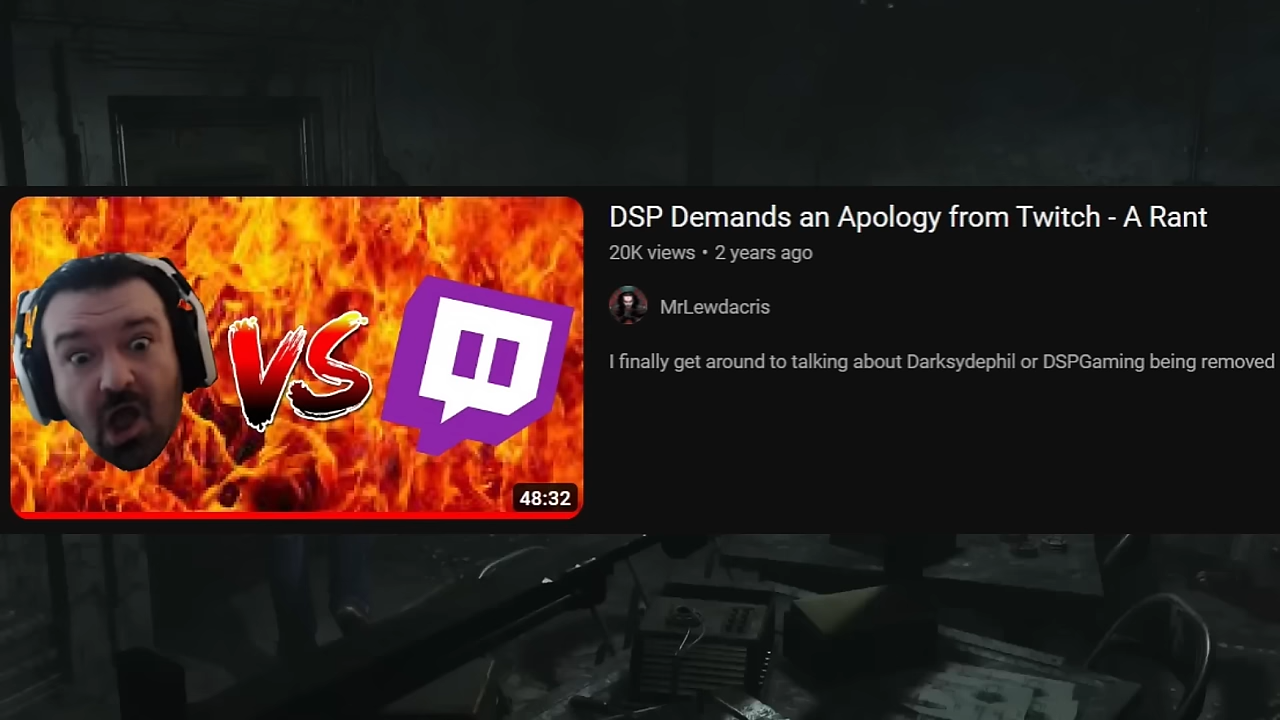 DSP Demands an Apology from Twitch - A Rant
20K views • 2 years ago
MrLewdacris
I finally get around to talking about Darksydephil or DSPGaming being removed
VS
48:32